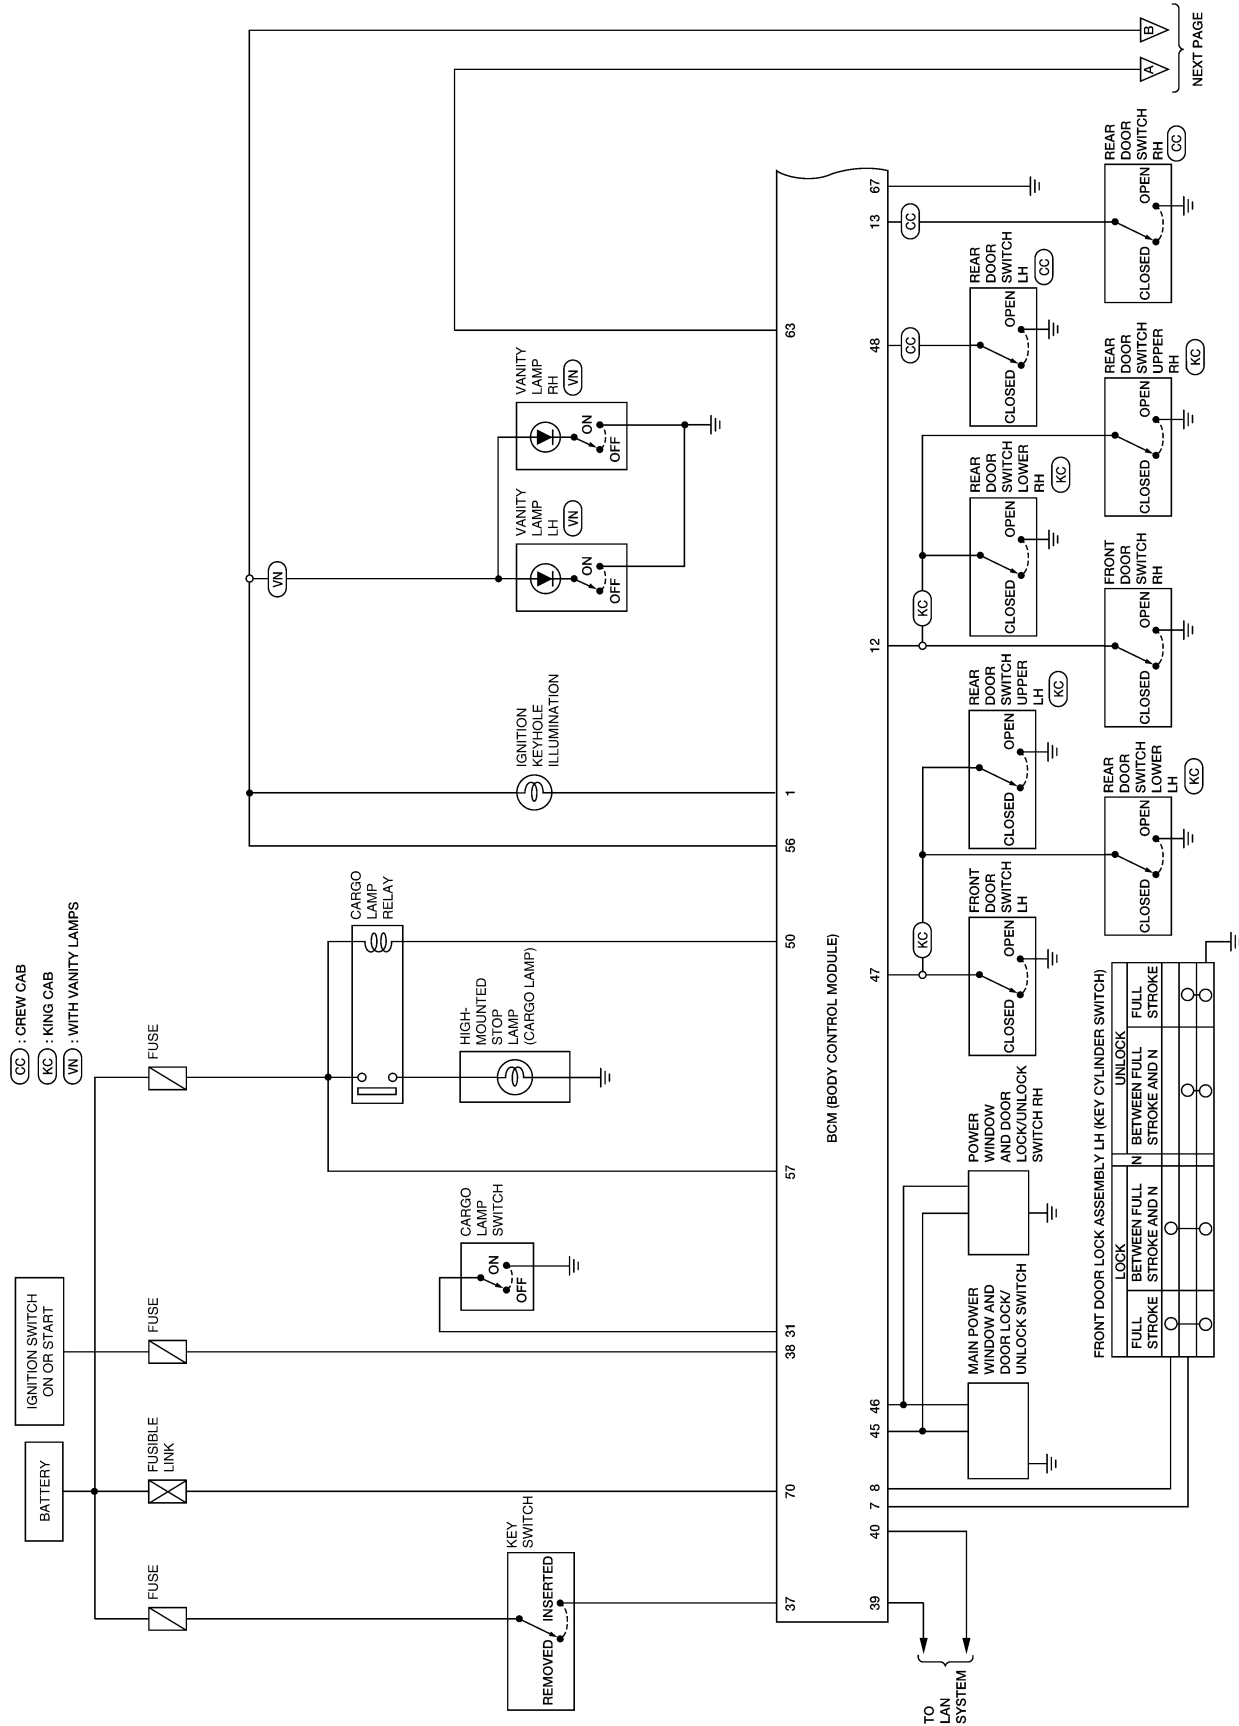 CC : CREW CAB
KC : KING CAB
VN : WITH VANITY LAMPS
BATTERY
IGNITION SWITCH
ON OR START
FUSE
FUSIBLE
LINK
FUSE
FUSE
KEY
SWITCH
REMOVED
INSERTED
CARGO
LAMP
SWITCH
OFF
ON
HIGH-
MOUNTED
STOP
LAMP
(CARGO LAMP)
CARGO
LAMP
RELAY
IGNITION
KEYHOLE
ILLUMINATION
VN
VANITY
LAMP
LH
VN
OFF
ON
VANITY
LAMP
RH
VN
OFF
ON
B
A
NEXT PAGE
37
70
38
31
57
50
56
1
63
BCM (BODY CONTROL MODULE)
39
40
7
8
45
46
47
12
48
13
67
TO
LAN
SYSTEM
MAIN POWER
WINDOW AND
DOOR LOCK/
UNLOCK SWITCH
POWER
WINDOW
AND DOOR
LOCK/UNLOCK
SWITCH RH
KC
FRONT
DOOR
SWITCH
LH
CLOSED
OPEN
REAR
DOOR
SWITCH
UPPER
LH
KC
CLOSED
OPEN
KC
REAR
DOOR
SWITCH
LOWER
RH
KC
CLOSED
OPEN
CC
REAR
DOOR
SWITCH
LH
CC
CLOSED
OPEN
CC
FRONT DOOR LOCK ASSEMBLY LH (KEY CYLINDER SWITCH)
LOCK
N
UNLOCK
FULL
STROKE
BETWEEN FULL
STROKE AND N
BETWEEN FULL
STROKE AND N
FULL
STROKE
REAR
DOOR
SWITCH
LOWER
LH
KC
CLOSED
OPEN
FRONT
DOOR
SWITCH
RH
CLOSED
OPEN
REAR
DOOR
SWITCH
UPPER
RH
KC
CLOSED
OPEN
REAR
DOOR
SWITCH
RH
CC
CLOSED
OPEN